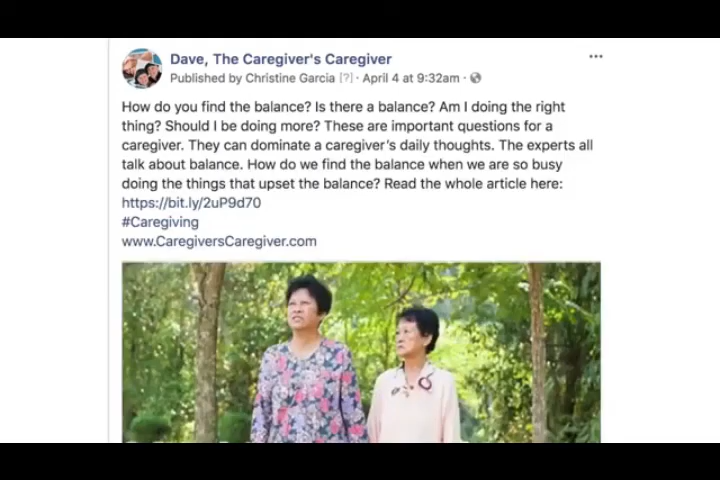 Dave, The Caregiver's Caregiver
Published by Christine Garcia [?] · April 4 at 9:32am ·
How do you find the balance? Is there a balance? Am I doing the right
thing? Should I be doing more? These are important questions for a
caregiver. They can dominate a caregiver's daily thoughts. The experts all
talk about balance. How do we find the balance when we are so busy
doing the things that upset the balance? Read the whole article here:
https://bit.ly/2uP9d70
#Caregiving
www.CaregiversCaregiver.com